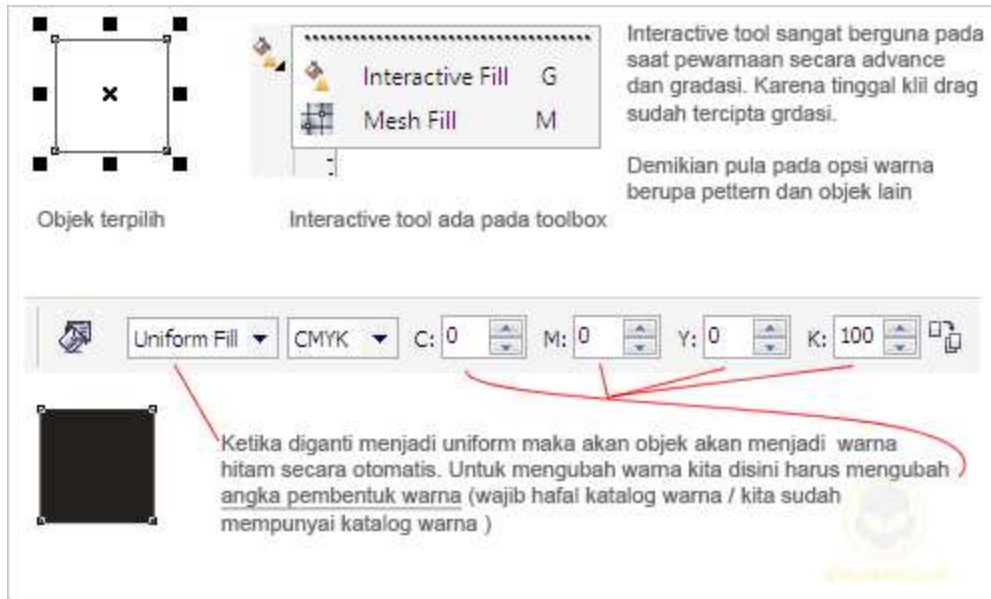 Interactive Fill G
Mesh Fill M
Interactive tool sangat berguna pada
saat pewarnaan secara advance
dan gradasi. Karena tinggal klil drag
sudah tercipta grdasi.
Demikian pula pada opsi warna
berupa pettern dan objek lain
Objek terpilih
Interactive tool ada pada toolbox
Uniform Fill CMYK C: 0 M: 0 Y: 0 K: 100
Ketika diganti menjadi uniform maka akan objek akan menjadi warna
hitam secara otomatis. Untuk mengubah warna kita disini harus mengubah
angka pembentuk warna (wajib hafal katalog warna / kita sudah
mempunyai katalog warna )